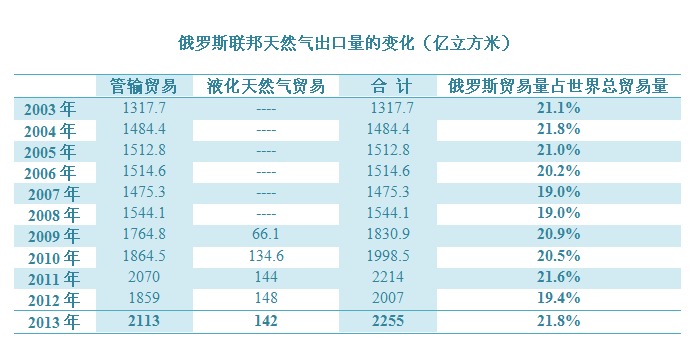 俄罗斯联邦天然气出口量的变化（亿立方米）
管输贸易 液化天然气贸易 合 计 俄罗斯贸易量占世界总贸易量
2003 年 1317.7 ---- 1317.7 21.1%
2004 年 1484.4 ---- 1484.4 21.8%
2005 年 1512.8 ---- 1512.8 21.0%
2006 年 1514.6 ---- 1514.6 20.2%
2007 年 1475.3 ---- 1475.3 19.0%
2008 年 1544.1 ---- 1544.1 19.0%
2009 年 1764.8 66.1 1830.9 20.9%
2010 年 1864.5 134.6 1998.5 20.5%
2011 年 2070 144 2214 21.6%
2012 年 1859 148 2007 19.4%
2013 年 2113 142 2255 21.8%